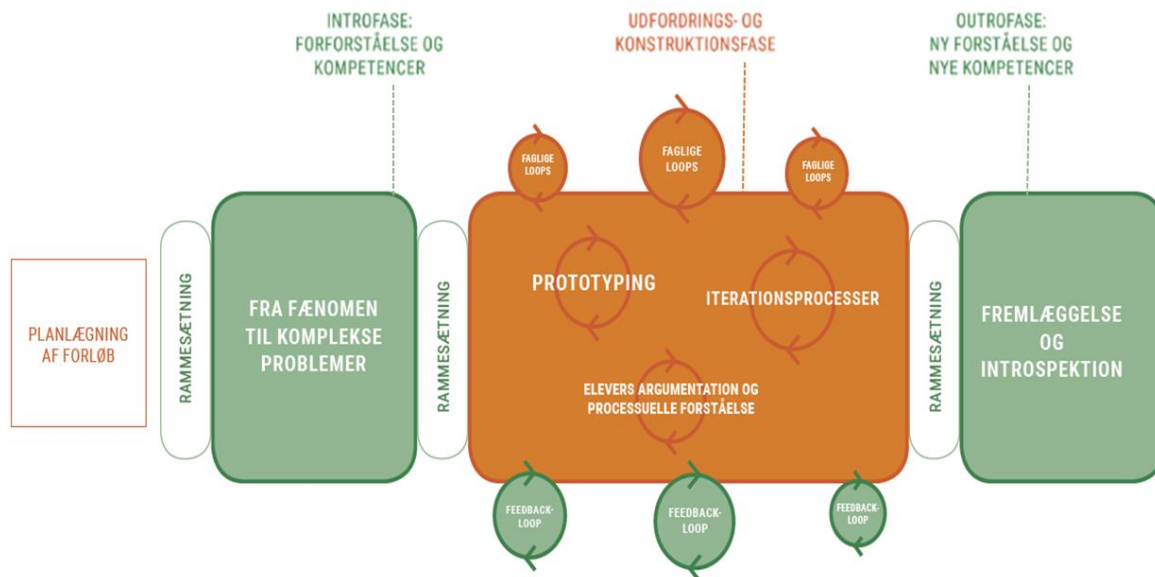 INTROFASE:
FORFORSTÅELSE OG
KOMPETENCER
UDFORDRINGS- OG
KONSTRUKTIONSFASE
OUTROFASE:
NY FORSTÅELSE OG
NYE KOMPETENCER
FAGLIGE
LOOPS
FAGLIGE
LOOPS
FAGLIGE
LOOPS
PLANLÆGNING
AF FORLØB
RAMMESÆTNING
FRA FÆNOMEN
TIL KOMPLEKSE
PROBLEMER
RAMMESÆTNING
PROTOTYPING
ITERATIONSPROCESSER
ELEVERS ARGUMENTATION OG
PROCESSUELLE FORSTÅELSE
RAMMESÆTNING
FREMLÆGGELSE
OG
INTROSPEKTION
FEEDBACK-
LOOP
FEEDBACK-
LOOP
FEEDBACK-
LOOP